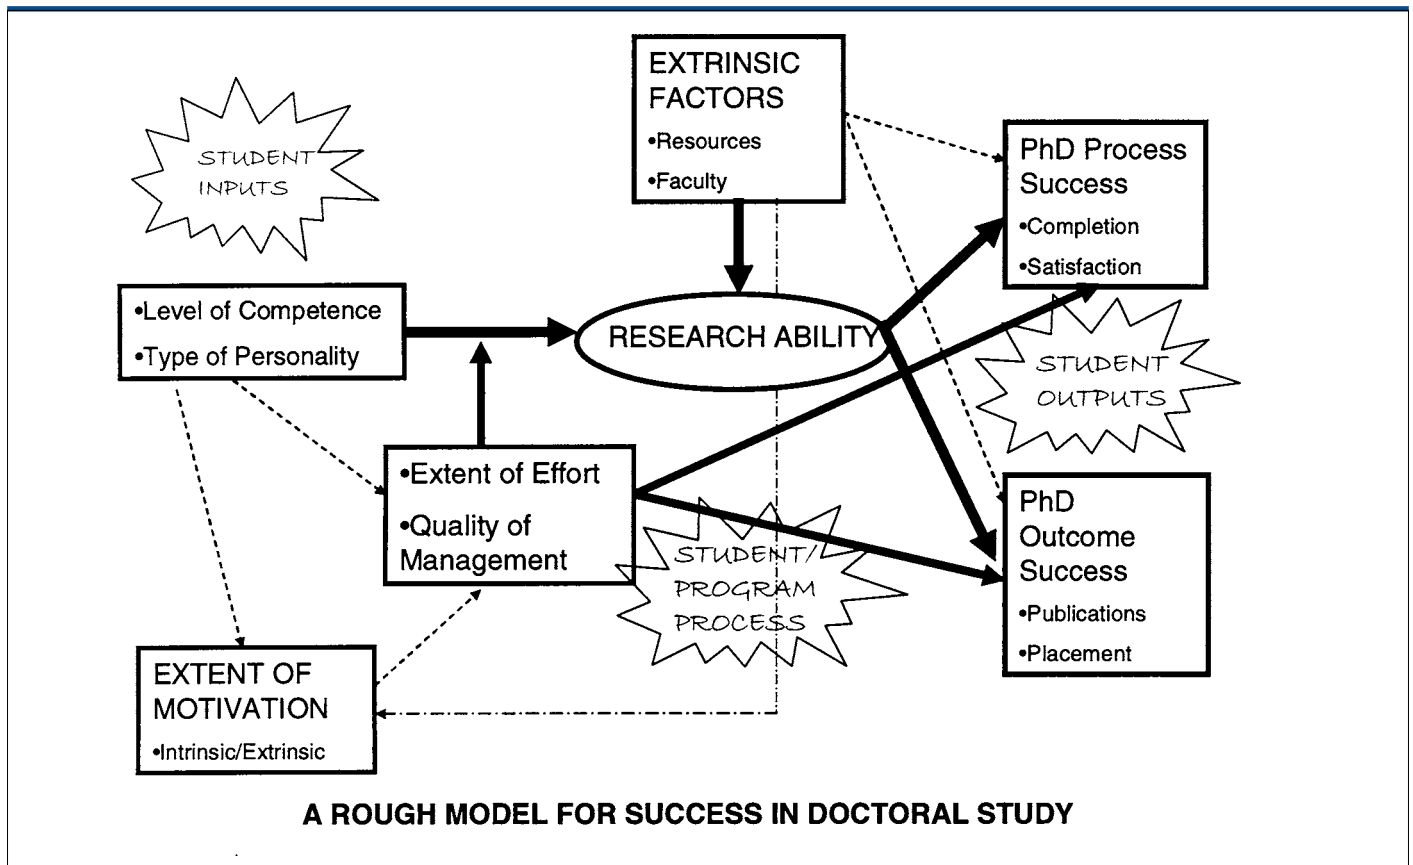 EXTRINSIC
FACTORS
•Resources
•Faculty
STUDENT
INPUTS
PhD Process
Success
•Completion
•Satisfaction
•Level of Competence
•Type of Personality
RESEARCH ABILITY
STUDENT
OUTPUTS
•Extent of Effort
•Quality of
Management
STUDENT/
PROGRAM
PROCESS
PhD
Outcome
Success
•Publications
•Placement
EXTENT OF
MOTIVATION
•Intrinsic/Extrinsic
A ROUGH MODEL FOR SUCCESS IN DOCTORAL STUDY